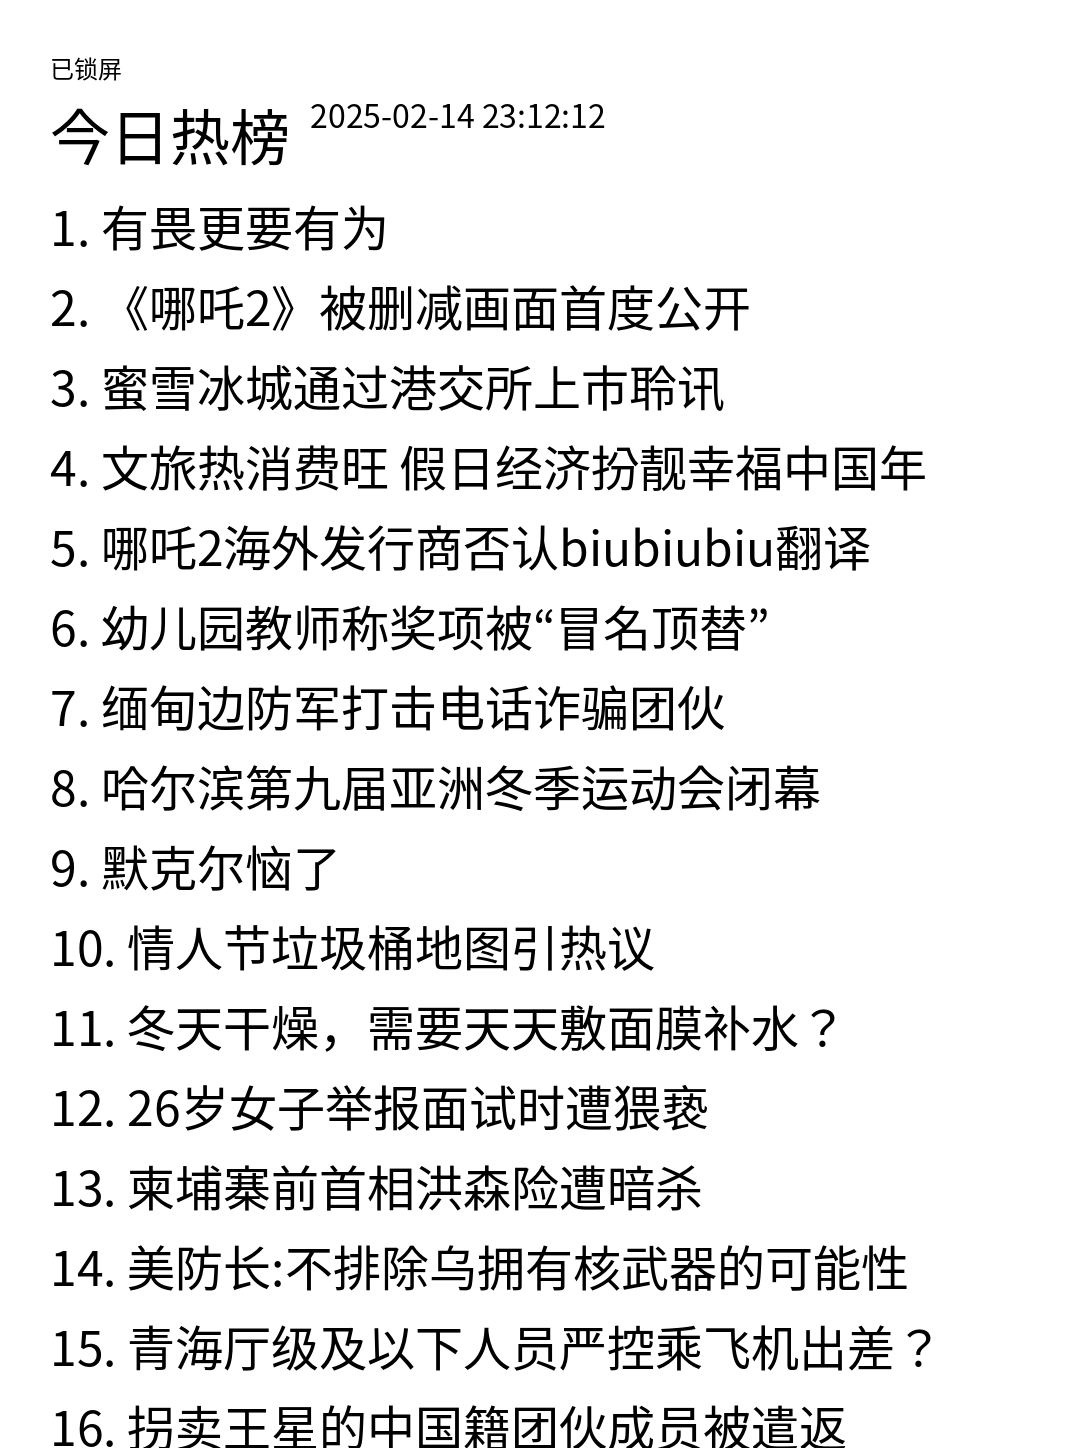 已锁屏
今日热榜 2025-02-14 23:12:12
1. 有畏更要有为
2. 《哪吒2》被删减画面首度公开
3. 蜜雪冰城通过港交所上市聆讯
4. 文旅热消费旺 假日经济扮靓幸福中国年
5. 哪吒2海外发行商否认biubiubiu翻译
6. 幼儿园教师称奖项被“冒名顶替”
7. 缅甸边防军打击电话诈骗团伙
8. 哈尔滨第九届亚洲冬季运动会闭幕
9. 默克尔恼了
10. 情人节垃圾桶地图引热议
11. 冬天干燥，需要天天敷面膜补水？
12. 26岁女子举报面试时遭猥亵
13. 柬埔寨前首相洪森险遭暗杀
14. 美防长:不排除乌拥有核武器的可能性
15. 青海厅级及以下人员严控乘飞机出差？
16. 拐卖王星的中国籍团伙成员被遣返